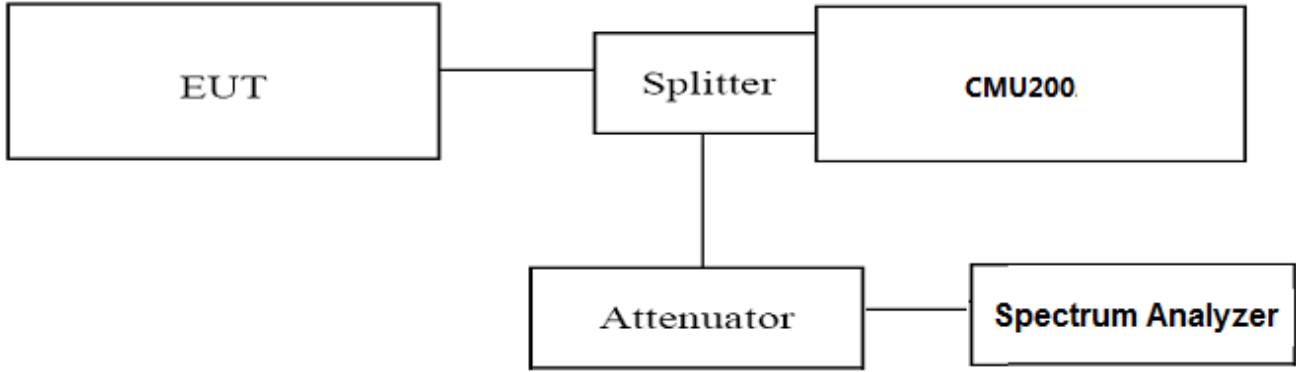 EUT
Splitter
CMU200
Attenuator
Spectrum Analyzer